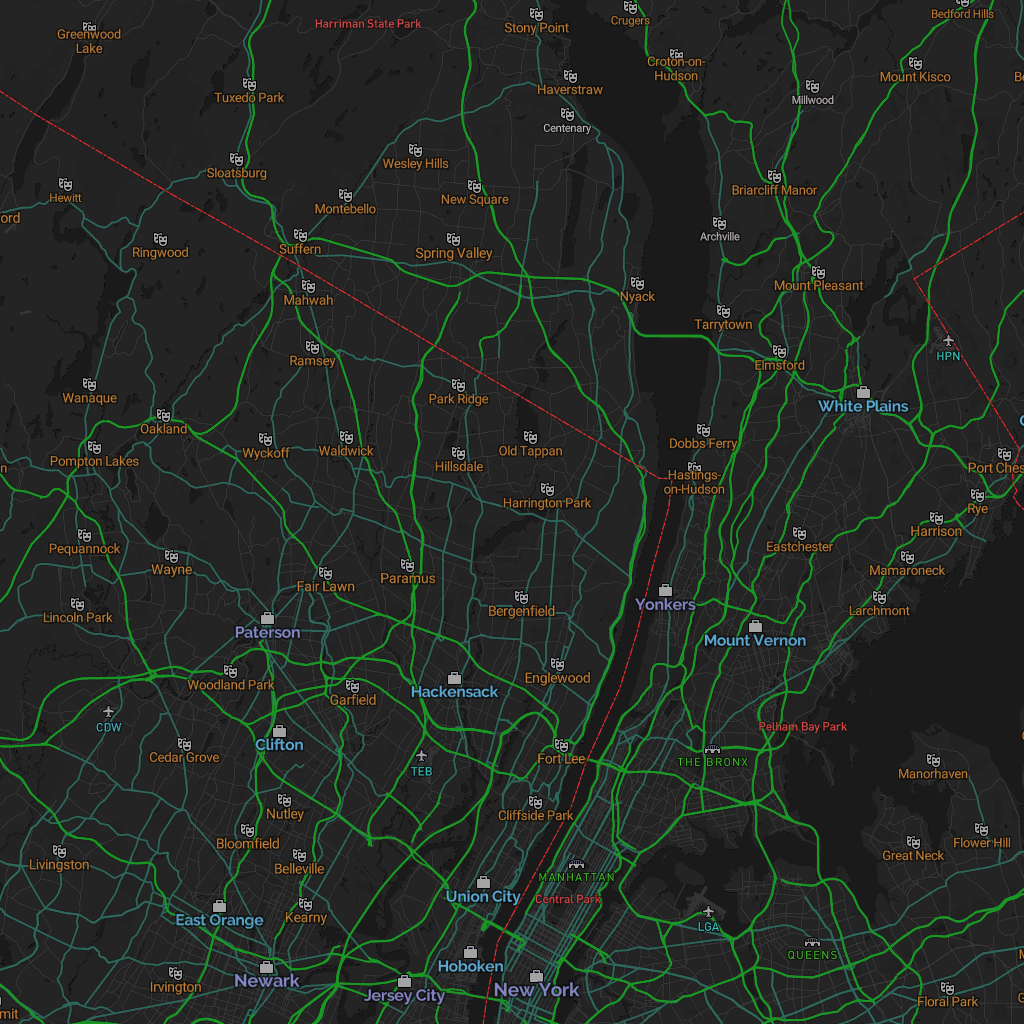 Harriman State Park
Greenwood
Lake
Stony Point
Crugers
Bedford Hills
Croton-on-
Hudson
Mount Kisco
Tuxedo Park
Haverstraw
Millwood
Centenary
Wesley Hills
Sloatsburg
Hewitt
Montebello
New Square
Briarcliff Manor
ord
Ringwood
Suffern
Spring Valley
Archville
Mahwah
Nyack
Mount Pleasant
Tarrytown
HPN
Ramsey
Elmsford
Wanaque
Park Ridge
White Plains
Oakland
Wyckoff
Waldwick
Hillsdale
Old Tappan
Dobbs Ferry
Pompton Lakes
n
Port Ches
Hastings-
on-Hudson
Harrington Park
Rye
Harrison
Pequannock
Wayne
Eastchester
Mamaroneck
Fair Lawn
Paramus
Lincoln Park
Bergenfield
Yonkers
Larchmont
Paterson
Mount Vernon
Woodland Park
Garfield
Hackensack
Englewood
CDW
Clifton
Pelham Bay Park
Cedar Grove
TEB
Fort Lee
THE BRONX
Manorhaven
Nutley
Cliffside Park
Bloomfield
Belleville
Livingston
Great Neck
Flower Hill
MANHATTAN
Union City
Central Park
East Orange
Kearny
LGA
QUEENS
Hoboken
Irvington
Newark
Jersey City
New York
Floral Park
mit